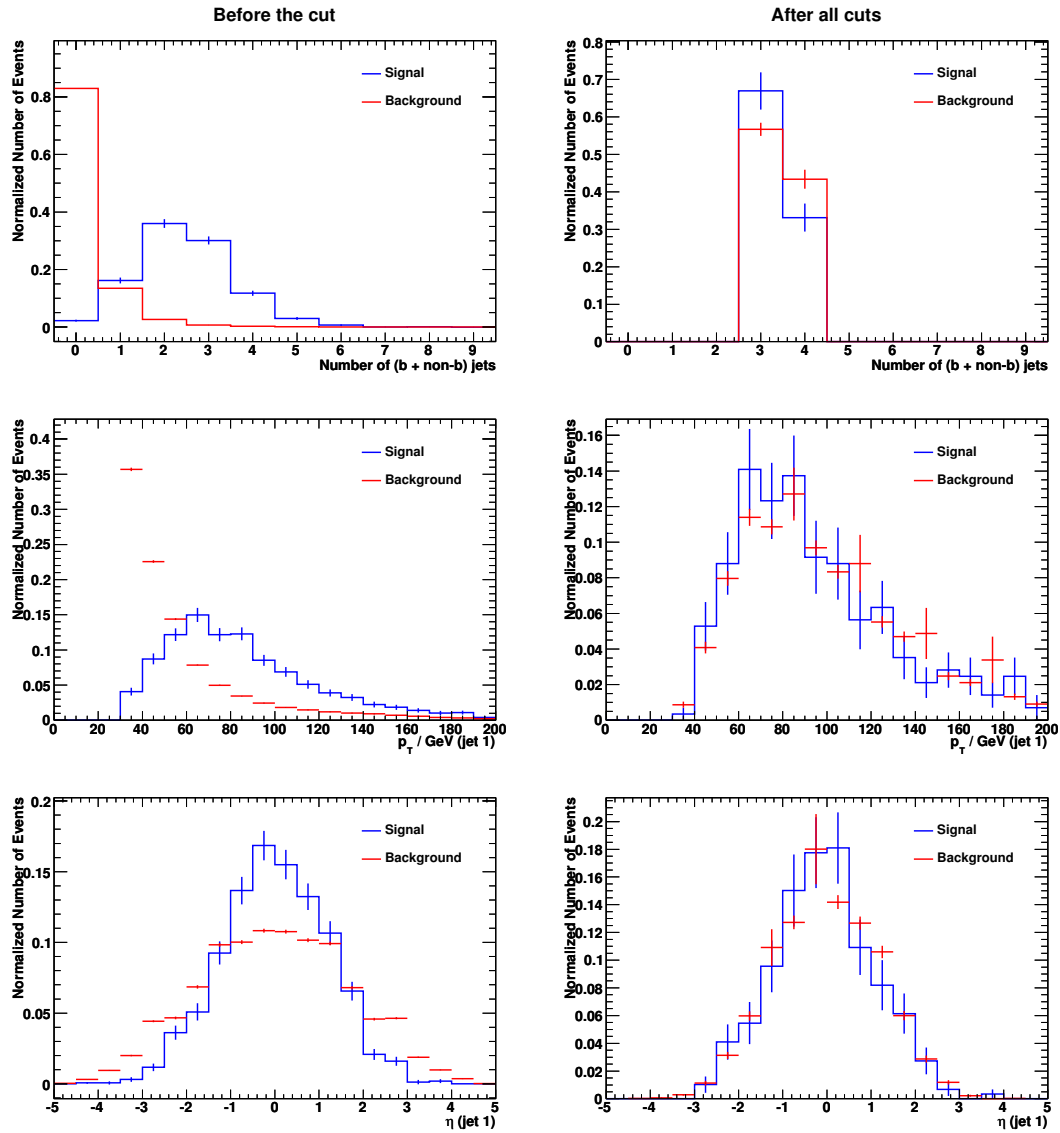 Before the cut
After all cuts
Normalized Number of Events
0.8
0.6
0.4
0.2
0
Signal
Background
0 1 2 3 4 5 6 7 8 9
Number of (b + non-b) jets
Normalized Number of Events
0.8
0.7
0.6
0.5
0.4
0.3
0.2
0.1
0
Signal
Background
0 1 2 3 4 5 6 7 8 9
Number of (b + non-b) jets
Normalized Number of Events
0.4
0.35
0.3
0.25
0.2
0.15
0.1
0.05
0
Signal
Background
0 20 40 60 80 100 120 140 160 180 200
p_T / GeV (jet 1)
Normalized Number of Events
0.16
0.14
0.12
0.1
0.08
0.06
0.04
0.02
0
Signal
Background
0 20 40 60 80 100 120 140 160 180 200
p_T / GeV (jet 1)
Normalized Number of Events
0.2
0.15
0.1
0.05
0
Signal
Background
-5 -4 -3 -2 -1 0 1 2 3 4 5
η (jet 1)
Normalized Number of Events
0.2
0.18
0.16
0.14
0.12
0.1
0.08
0.06
0.04
0.02
0
Signal
Background
-5 -4 -3 -2 -1 0 1 2 3 4 5
η (jet 1)